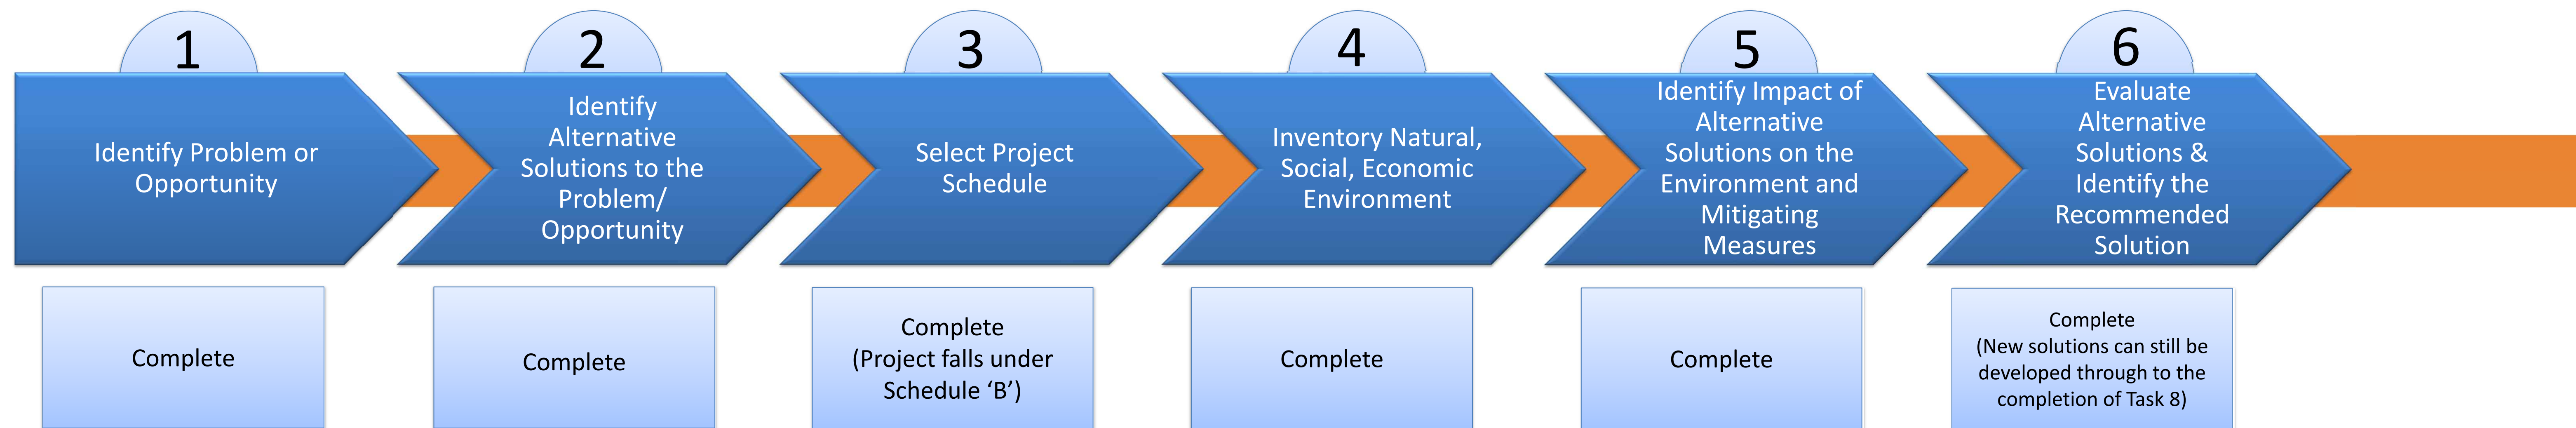 1
Identify Problem or
Opportunity
Complete
2
Identify
Alternative
Solutions to the
Problem/
Opportunity
Complete
3
Select Project
Schedule
Complete
(Project falls under
Schedule ‘B’)
4
Inventory Natural,
Social, Economic
Environment
Complete
5
Identify Impact of
Alternative
Solutions on the
Environment and
Mitigating
Measures
Complete
6
Evaluate
Alternative
Solutions &
Identify the
Recommended
Solution
Complete
(New solutions can still be
developed through to the
completion of Task 8)